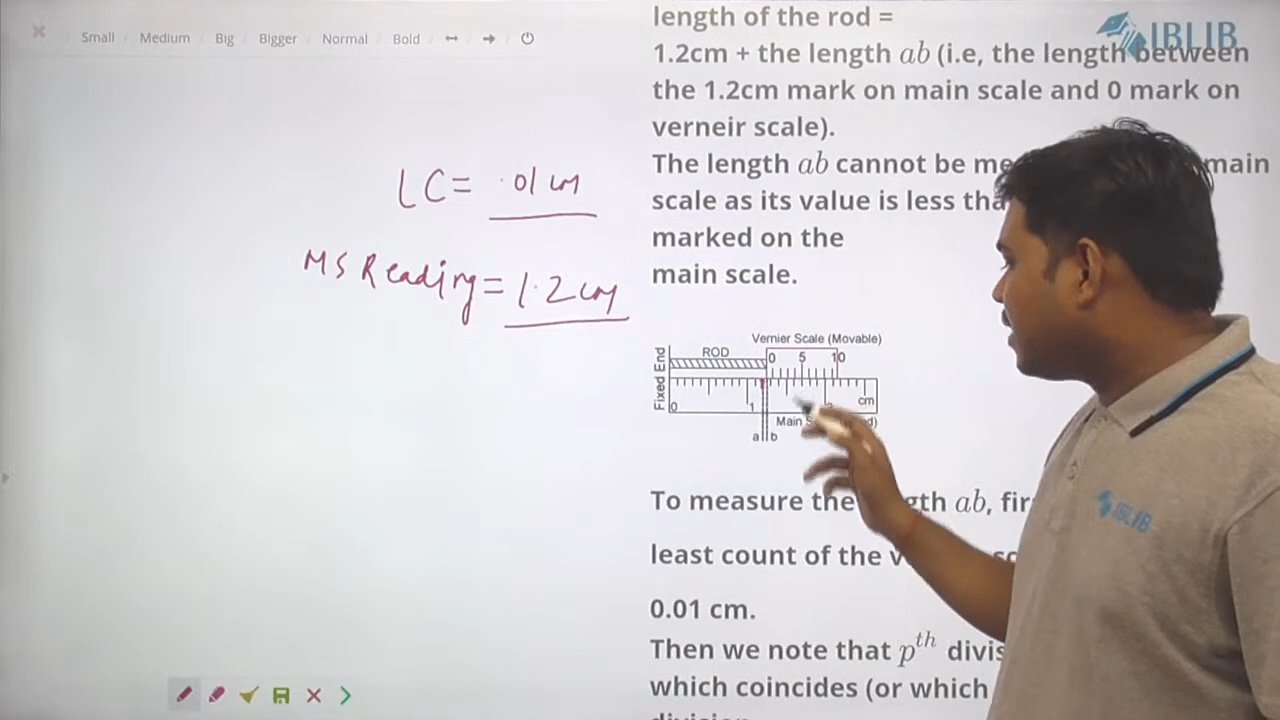 Small / Medium / Big / Bigger / Normal / Bold
IBLIB
length of the rod =
1.2cm + the length ab (i.e, the length between
the 1.2cm mark on main scale and 0 mark on
verneir scale).
The length ab cannot be me main
scale as its value is less tha
marked on the
main scale.
LC= .01 cm
MS Reading = 1.2 cm
Vernier Scale (Movable)
ROD
0 5 10
Fixed End
0 1 cm
Main
a b
To measure the ab,
least count of the
0.01 cm.
Then we note that pth
which coincides (or which
IBLIB